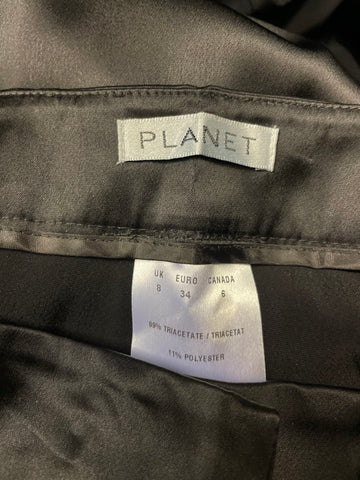 PLANET
UK EURO CANADA
8 34 6
89% TRIACETATE / TRIACETAT
11% POLYESTER